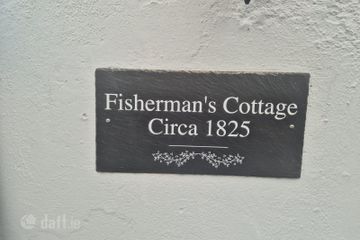 Fisherman's Cottage
Circa 1825
daft.ie